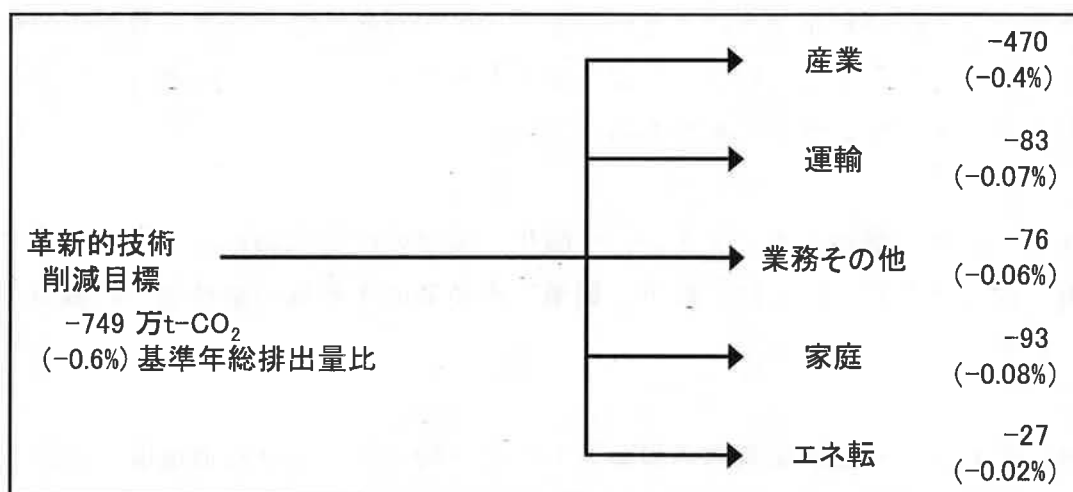 革新的技術
削減目標
-749 万t-CO₂
(-0.6%) 基準年総排出量比
産業
-470
(-0.4%)
運輸
-83
(-0.07%)
業務その他
-76
(-0.06%)
家庭
-93
(-0.08%)
エネ転
-27
(-0.02%)